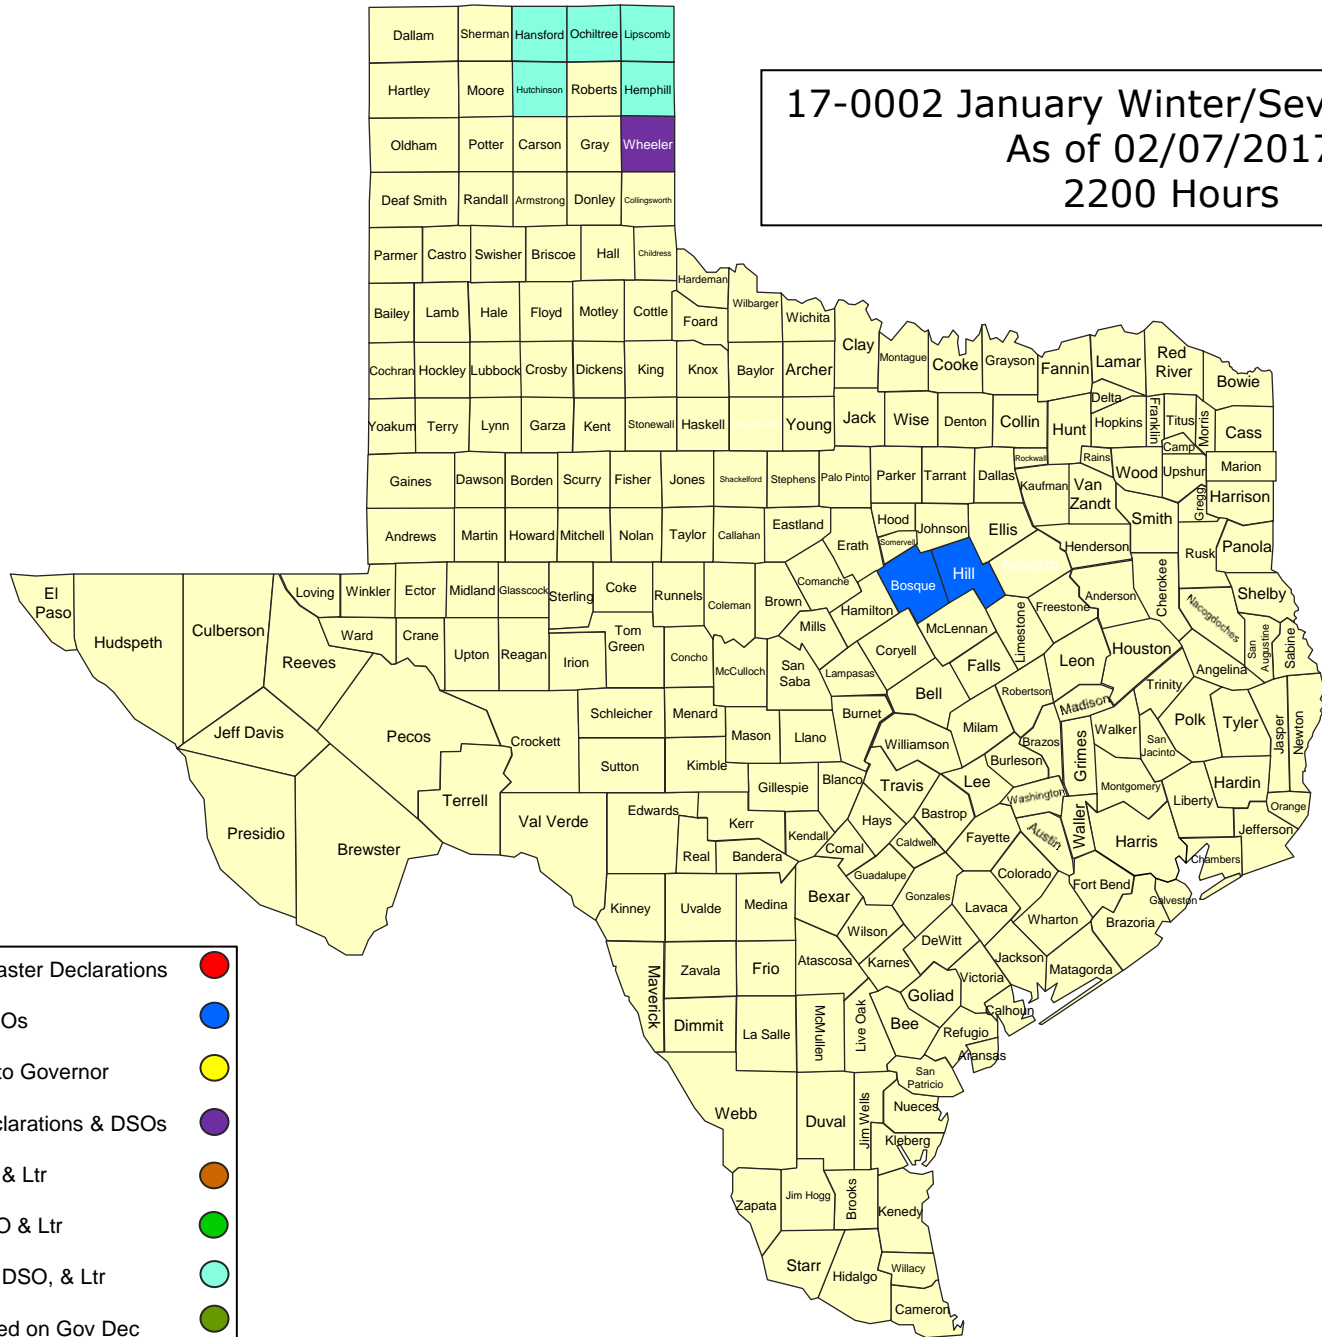 17-0002 January Winter/Sev
As of 02/07/2017
2200 Hours
Dallam Sherman Hansford Ochiltree Lipscomb
Hartley Moore Hutchinson Roberts Hemphill
Oldham Potter Carson Gray Wheeler
Deaf Smith Randall Armstrong Donley Collingsworth
Parmer Castro Swisher Briscoe Hall Childress
Hardeman
Bailey Lamb Hale Floyd Motley Cottle Foard Wilbarger Wichita
Clay Montague Cooke Grayson Fannin Lamar Red River Bowie
Cochran Hockley Lubbock Crosby Dickens King Knox Baylor Archer
Delta
Yoakum Terry Lynn Garza Kent Stonewall Haskell Young Jack Wise Denton Collin Hunt Hopkins Franklin Titus Morris Cass
Camp
Rockwall Rains
Gaines Dawson Borden Scurry Fisher Jones Shackelford Stephens Palo Pinto Parker Tarrant Dallas Kaufman Van Zandt Wood Upshur Marion
Gregg Harrison
Andrews Martin Howard Mitchell Nolan Taylor Callahan Eastland Erath Hood Johnson Ellis Smith
Somervell Henderson Rusk Panola
Navarro
El Paso Hudspeth Culberson Loving Winkler Ector Midland Glasscock Sterling Coke Runnels Coleman Brown Comanche Hamilton Bosque Hill Freestone Anderson Cherokee Nacogdoches Shelby
Reeves Ward Crane Upton Reagan Irion Tom Green Concho McCulloch San Saba Mills Lampasas Coryell McLennan Limestone Falls Leon Houston Angelina San Augustine Sabine
Jeff Davis Pecos Crockett Schleicher Menard Mason Llano Burnet Bell Milam Robertson Madison Trinity
Walker San Jacinto Polk Tyler Jasper Newton
Sutton Kimble Gillespie Blanco Williamson Travis Lee Burleson Brazos Grimes Montgomery Liberty Hardin Orange
Presidio Brewster Terrell Val Verde Edwards Kerr Kendall Hays Bastrop Washington
Real Bandera Comal Caldwell Fayette Austin Waller Harris Jefferson Chambers
Kinney Uvalde Medina Bexar Guadalupe Gonzales Lavaca Colorado Fort Bend Galveston
Wilson DeWitt Wharton Brazoria
Maverick Zavala Frio Atascosa Karnes Victoria Jackson Matagorda
Dimmit La Salle McMullen Live Oak Bee Goliad Refugio Calhoun
Aransas
San Patricio
Webb Duval Jim Wells Nueces
Kleberg
Zapata Jim Hogg Brooks Kenedy
Starr Hidalgo Willacy
Cameron
aster Declarations
Os
to Governor
clarations & DSOs
& Ltr
O & Ltr
DSO, & Ltr
ed on Gov Dec